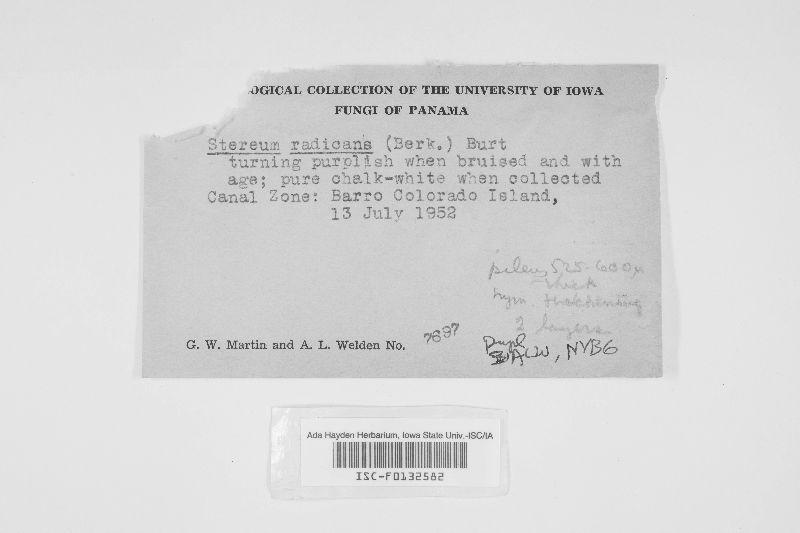 OGICAL COLLECTION OF THE UNIVERSITY OF IOWA
FUNGI OF PANAMA
Stereum radicans (Berk.) Burt
turning purplish when bruised and with
age; pure chalk-white when collected
Canal Zone: Barro Colorado Island,
13 July 1952
pileus 525-600µ
thick
hym. thickening
2 layers
G. W. Martin and A. L. Welden No. 7697
Dupl
ALW, NYBG
Ada Hayden Herbarium, Iowa State Univ.-ISC/IA
ISC-F0132582